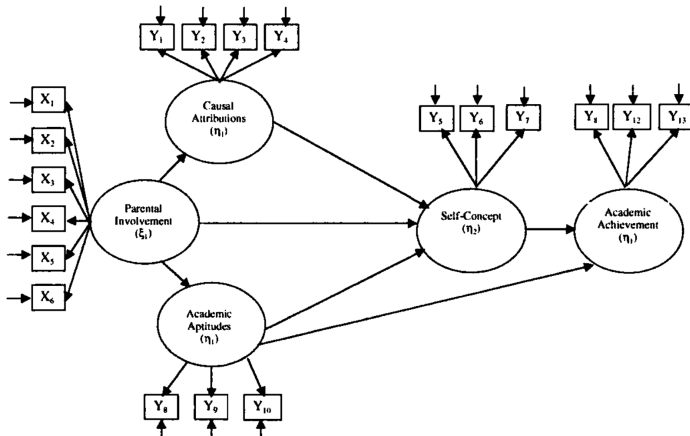 Y1 Y2 Y3 Y4
X1
X2
X3
X4
X5
X6
Causal
Attributions
(η1)
Parental
Involvement
(ξ1)
Academic
Aptitudes
(η1)
Y8 Y9 Y10
Y5 Y6 Y7
Self-Concept
(η2)
Y8 Y12 Y13
Academic
Achievement
(η1)